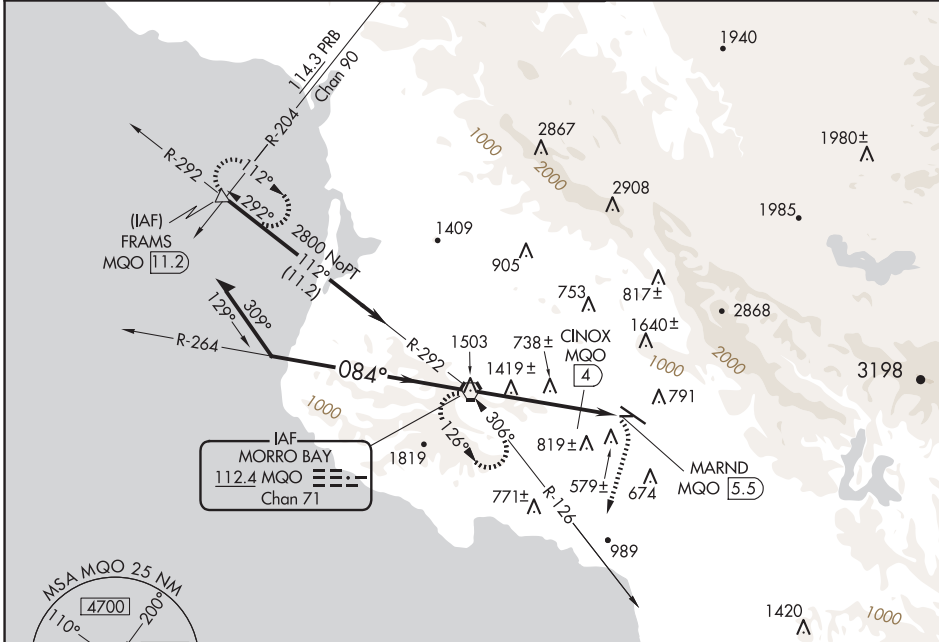 1940
114.3 PRB
Chan 90
R-204
1000
2000
2867
1980±
R-292
112°
292°
2908
(IAF)
FRAMS
MQO 11.2
2800 NoPT
112°
(11.2)
1409
905
1985
309°
129°
R-264
753
817±
2868
1640±
R-292
1503
738±
CINOX
MQO
4
1419±
084°
1000
2000
3198
1000
791
IAF
MORRO BAY
112.4 MQO
Chan 71
1819
126°
306°
819±
579±
674
MARND
MQO 5.5
771±
R-126
989
MSA MQO 25 NM
4700
110°
200°
1420
1000